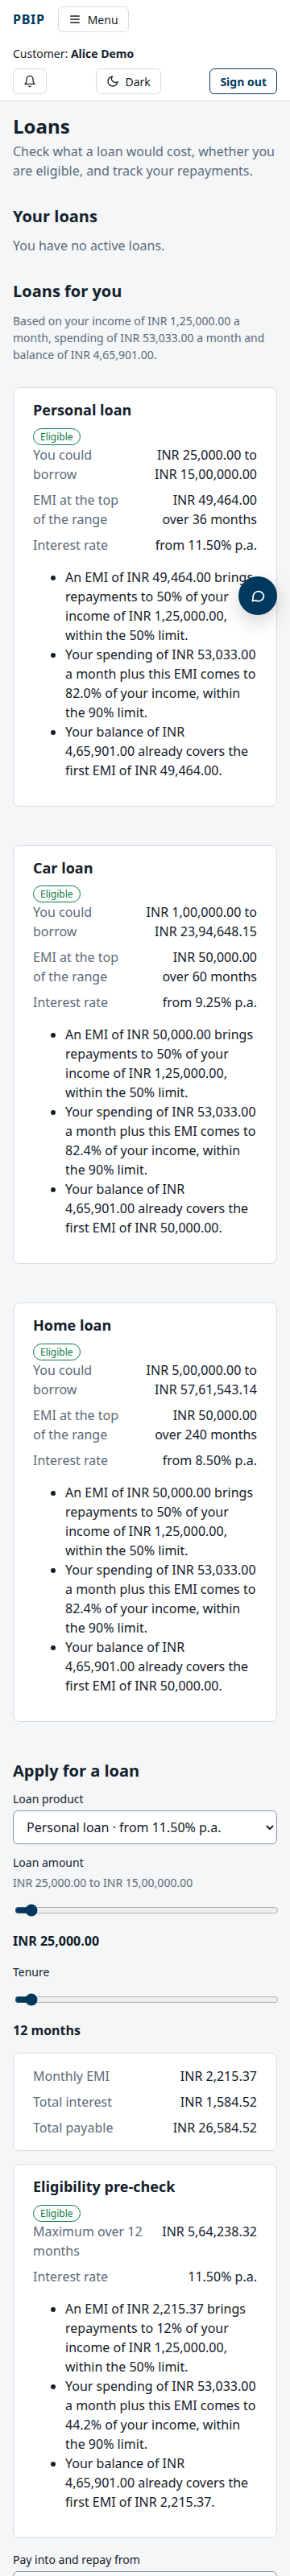 PBIP
Menu
Customer: Alice Demo
Dark
Sign out
Loans
Check what a loan would cost, whether you
are eligible, and track your repayments.
Your loans
You have no active loans.
Loans for you
Based on your income of INR 1,25,000.00 a
month, spending of INR 53,033.00 a month and
balance of INR 4,65,901.00.
Personal loan
Eligible
You could borrow INR 25,000.00 to INR 15,00,000.00
EMI at the top of the range INR 49,464.00 over 36 months
Interest rate from 11.50% p.a.
An EMI of INR 49,464.00 brings
repayments to 50% of your
income of INR 1,25,000.00,
within the 50% limit.
Your spending of INR 53,033.00
a month plus this EMI comes to
82.0% of your income, within
the 90% limit.
Your balance of INR
4,65,901.00 already covers the
first EMI of INR 49,464.00.
Car loan
Eligible
You could borrow INR 1,00,000.00 to INR 23,94,648.15
EMI at the top of the range INR 50,000.00 over 60 months
Interest rate from 9.25% p.a.
An EMI of INR 50,000.00 brings
repayments to 50% of your
income of INR 1,25,000.00,
within the 50% limit.
Your spending of INR 53,033.00
a month plus this EMI comes to
82.4% of your income, within
the 90% limit.
Your balance of INR
4,65,901.00 already covers the
first EMI of INR 50,000.00.
Home loan
Eligible
You could borrow INR 5,00,000.00 to INR 57,61,543.14
EMI at the top of the range INR 50,000.00 over 240 months
Interest rate from 8.50% p.a.
An EMI of INR 50,000.00 brings
repayments to 50% of your
income of INR 1,25,000.00,
within the 50% limit.
Your spending of INR 53,033.00
a month plus this EMI comes to
82.4% of your income, within
the 90% limit.
Your balance of INR
4,65,901.00 already covers the
first EMI of INR 50,000.00.
Apply for a loan
Loan product
Personal loan · from 11.50% p.a.
Loan amount
INR 25,000.00 to INR 15,00,000.00
INR 25,000.00
Tenure
12 months
Monthly EMI INR 2,215.37
Total interest INR 1,584.52
Total payable INR 26,584.52
Eligibility pre-check
Eligible
Maximum over 12 months INR 5,64,238.32
Interest rate 11.50% p.a.
An EMI of INR 2,215.37 brings
repayments to 12% of your
income of INR 1,25,000.00,
within the 50% limit.
Your spending of INR 53,033.00
a month plus this EMI comes to
44.2% of your income, within
the 90% limit.
Your balance of INR
4,65,901.00 already covers the
first EMI of INR 2,215.37.
Pay into and repay from